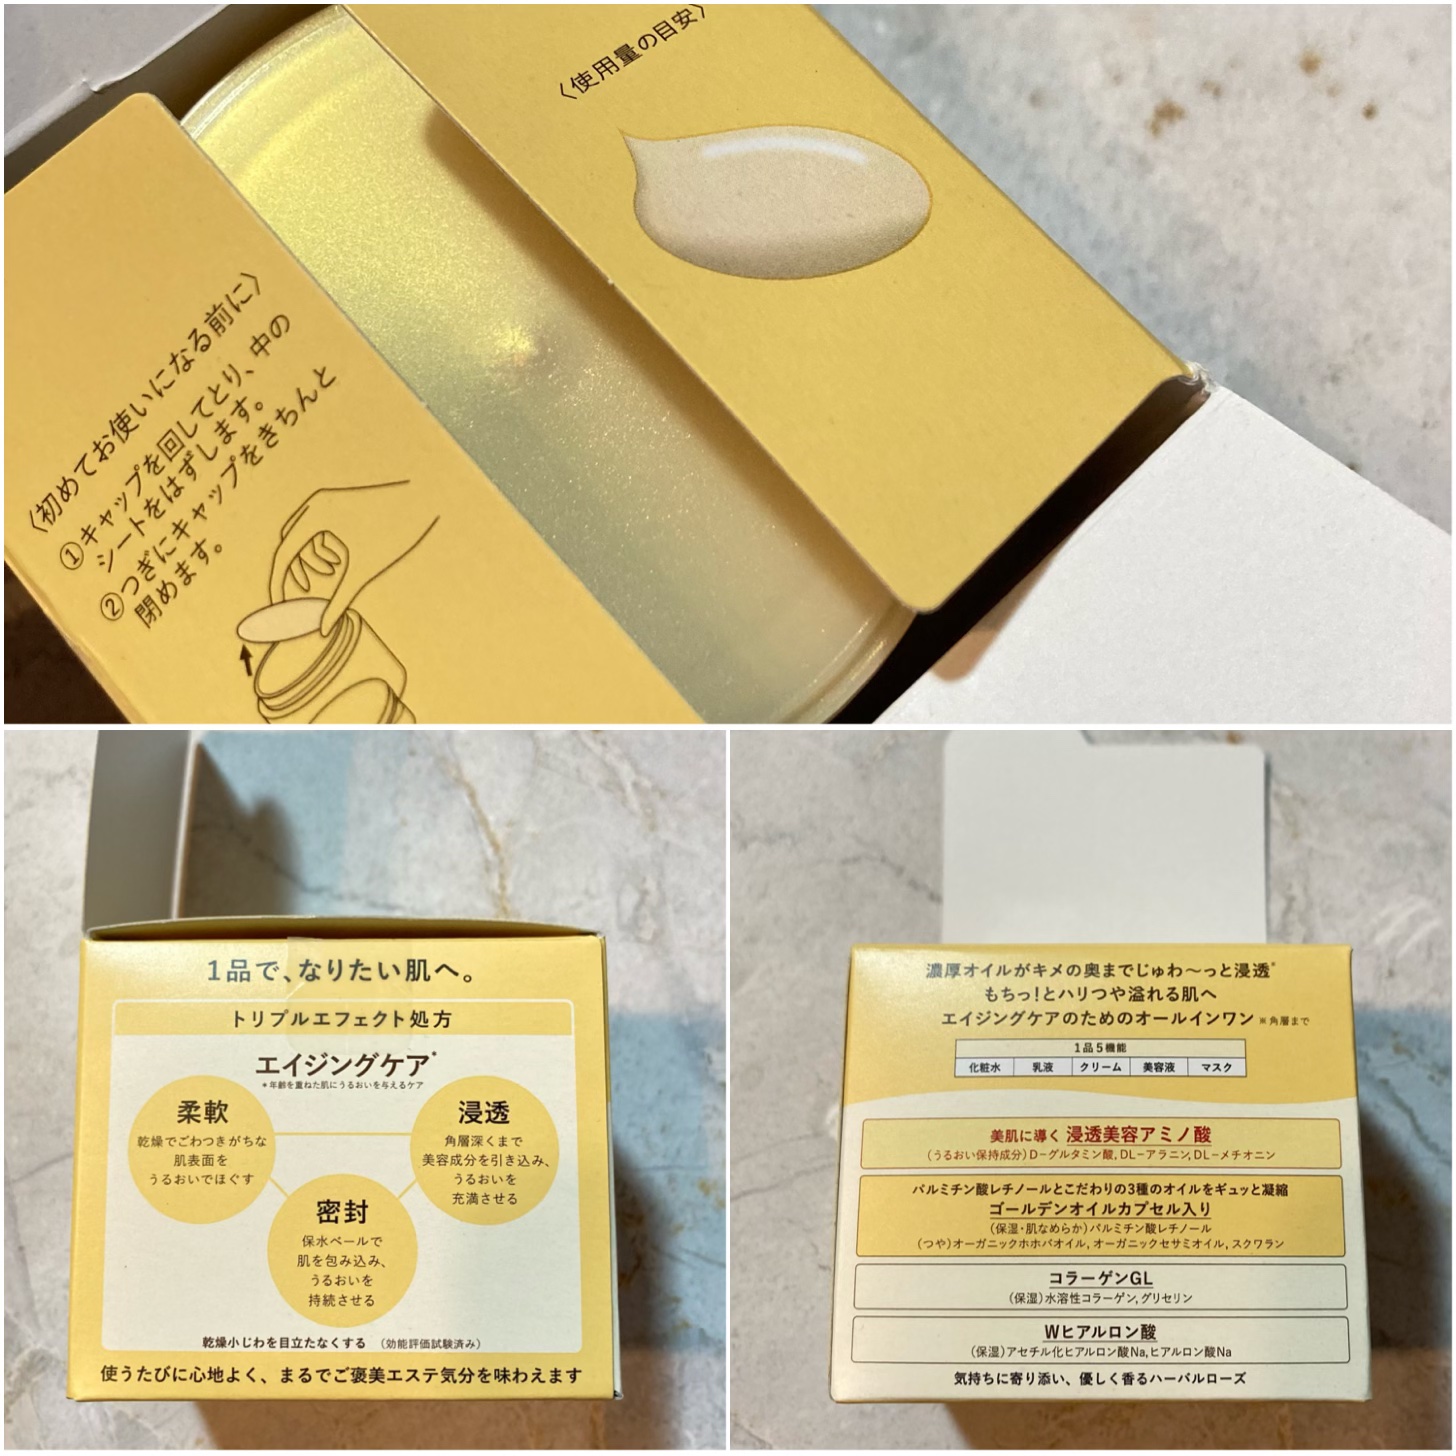 〈使用量の目安〉
〈初めてお使いになる前に〉
①キャップを回してとり、中の
シートをはずします。
②つぎにキャップをきちんと
閉めます。
1品で、なりたい肌へ。
トリプルエフェクト処方
エイジングケア*
*年齢を重ねた肌にうるおいを与えるケア
柔軟
乾燥でごわつきがちな
肌表面を
うるおいでほぐす
浸透
角層深くまで
美容成分を引き込み、
うるおいを
充満させる
密封
保水ベールで
肌を包み込み、
うるおいを
持続させる
乾燥小じわを目立たなくする (効能評価試験済み)
使うたびに心地よく、まるでご褒美エステ気分を味わえます
濃厚オイルがキメの奥までじゅわ〜っと浸透※
もちっ!とハリつや溢れる肌へ
エイジングケアのためのオールインワン ※角層まで
1品5機能
化粧水 乳液 クリーム 美容液 マスク
美肌に導く 浸透美容アミノ酸
(うるおい保持成分)D−グルタミン酸, DL−アラニン, DL−メチオニン
パルミチン酸レチノールとこだわりの3種のオイルをギュッと凝縮
ゴールデンオイルカプセル入り
(保湿・肌なめらか)パルミチン酸レチノール
(つや)オーガニックホホバオイル, オーガニックセサミオイル, スクワラン
コラーゲンGL
(保湿)水溶性コラーゲン, グリセリン
Wヒアルロン酸
(保湿)アセチル化ヒアルロン酸Na, ヒアルロン酸Na
気持ちに寄り添い、優しく香るハーバルローズ